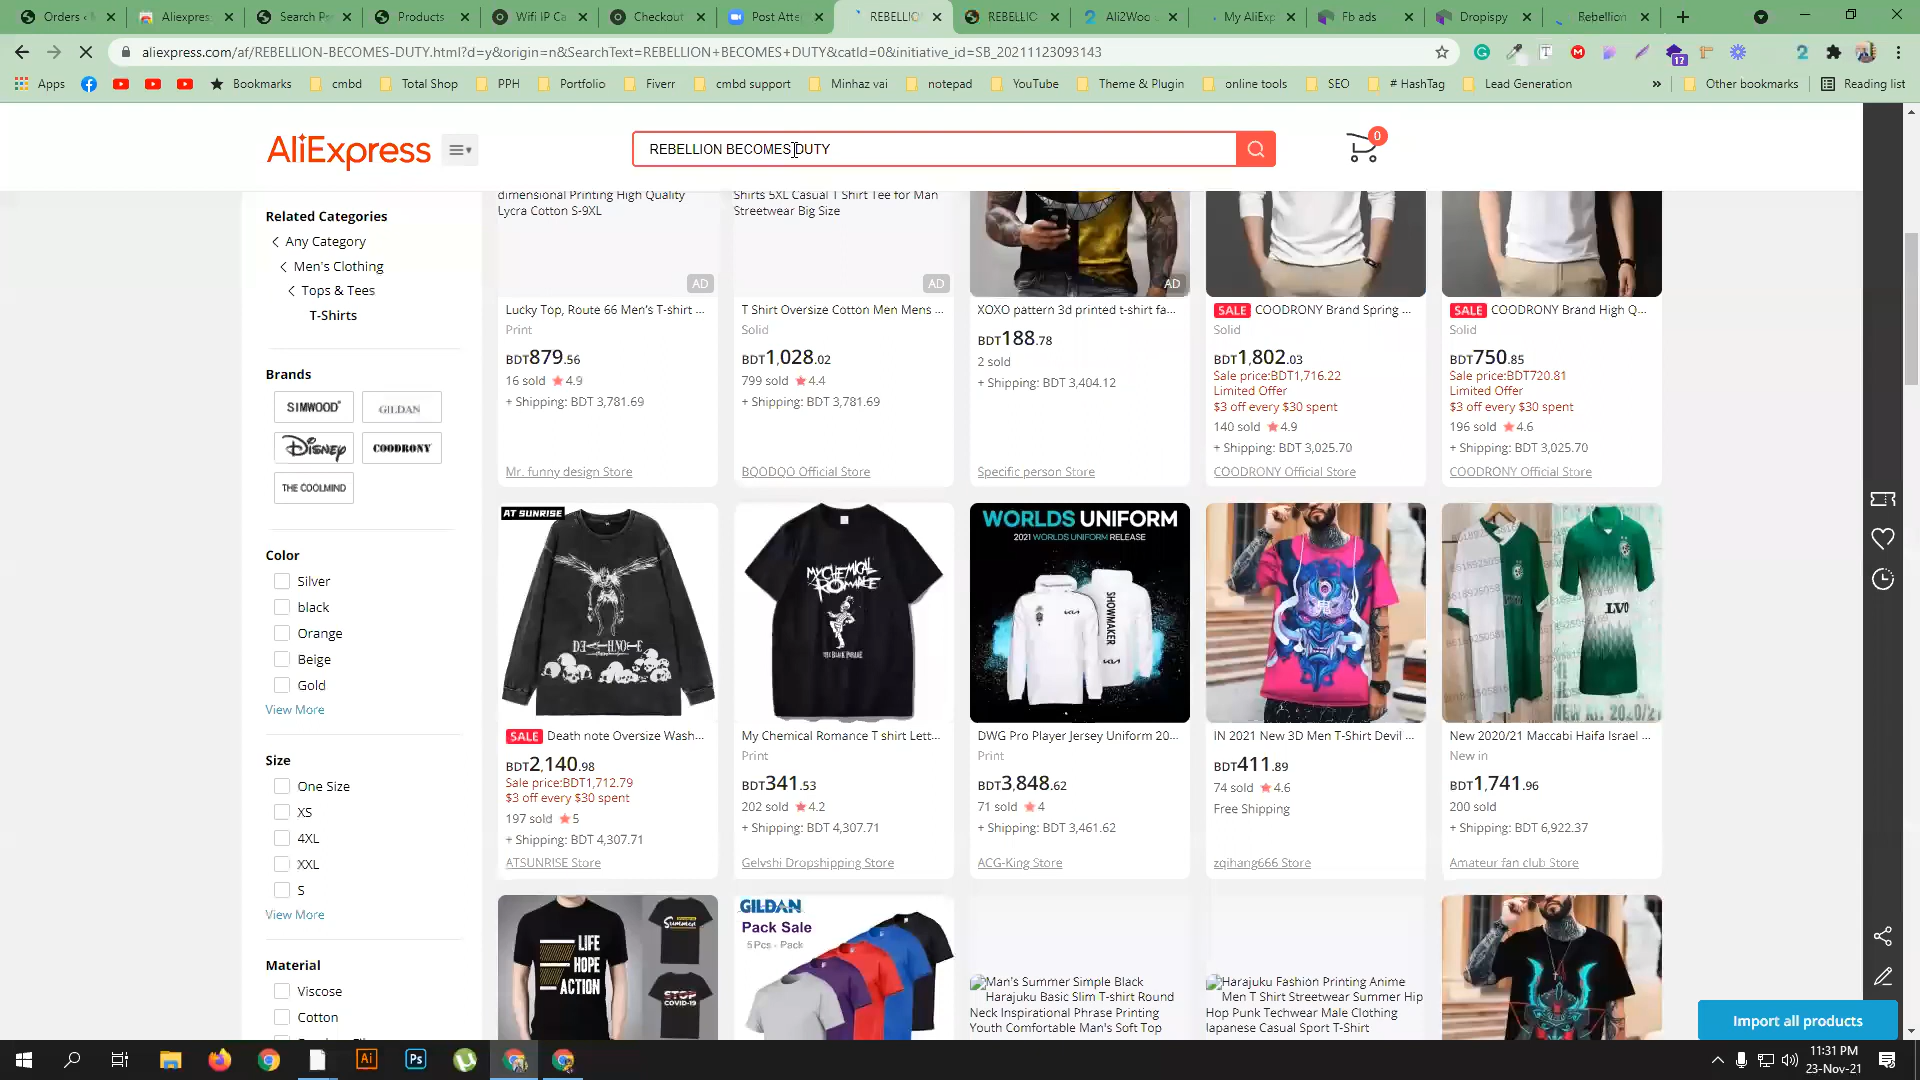 Orders ‹
Aliexpres
Search P
Products
Wifi IP Ca
Checkout
Post Atte
REBELLIO
REBELLIC
Ali2Woo
My AliExp
Fb ads
Dropispy
Rebellion
aliexpress.com/af/REBELLION-BECOMES-DUTY.html?d=y&origin=n&SearchText=REBELLION+BECOMES+DUTY&catId=0&initiative_id=SB_20211123093143
Apps
Bookmarks
cmbd
Total Shop
PPH
Portfolio
Fiverr
cmbd support
Minhaz vai
notepad
YouTube
Theme & Plugin
online tools
SEO
# HashTag
Lead Generation
»
Other bookmarks
Reading list
AliExpress
REBELLION BECOMES DUTY
0
Related Categories
< Any Category
< Men's Clothing
< Tops & Tees
T-Shirts
Brands
SIMWOOD
GILDAN
Disney
COODRONY
THE COOLMIND
Color
Silver
black
Orange
Beige
Gold
View More
Size
One Size
XS
4XL
XXL
S
View More
Material
Viscose
Cotton
dimensional Printing High Quality
Lycra Cotton S-9XL
AD
Lucky Top, Route 66 Men's T-shirt ...
Print
BDT879.56
16 sold 4.9
+ Shipping: BDT 3,781.69
Mr. funny design Store
Shirts 5XL Casual T Shirt Tee for Man
Streetwear Big Size
AD
T Shirt Oversize Cotton Men Mens ...
Solid
BDT1,028.02
799 sold 4.4
+ Shipping: BDT 3,781.69
BQODQO Official Store
AD
XOXO pattern 3d printed t-shirt fa...
BDT188.78
2 sold
+ Shipping: BDT 3,404.12
Specific person Store
SALE COODRONY Brand Spring ...
Solid
BDT1,802.03
Sale price:BDT1,716.22
Limited Offer
$3 off every $30 spent
140 sold 4.9
+ Shipping: BDT 3,025.70
COODRONY Official Store
SALE COODRONY Brand High Q...
Solid
BDT750.85
Sale price:BDT720.81
Limited Offer
$3 off every $30 spent
196 sold 4.6
+ Shipping: BDT 3,025.70
COODRONY Official Store
AT SUNRISE
SALE Death note Oversize Wash...
BDT2,140.98
Sale price:BDT1,712.79
$3 off every $30 spent
197 sold 5
+ Shipping: BDT 4,307.71
ATSUNRISE Store
MY CHEMICAL
ROMANCE
THE BLACK PARADE
My Chemical Romance T shirt Lett...
Print
BDT341.53
202 sold 4.2
+ Shipping: BDT 4,307.71
Gelvshi Dropshipping Store
WORLDS UNIFORM
2021 WORLDS UNIFORM RELEASE
SHOWMAKER
DWG Pro Player Jersey Uniform 20...
Print
BDT3,848.62
71 sold 4
+ Shipping: BDT 3,461.62
ACG-King Store
IN 2021 New 3D Men T-Shirt Devil ...
BDT411.89
74 sold 4.6
Free Shipping
zqihang666 Store
LVO
NEW KIT 2020/21
New 2020/21 Maccabi Haifa Israel ...
New in
BDT1,741.96
200 sold
+ Shipping: BDT 6,922.37
Amateur fan club Store
LIFE
HOPE
ACTION
Summer
STOP
COVID-19
GILDAN
Pack Sale
5Pcs - Pack
Man's Summer Simple Black
Harajuku Basic Slim T-shirt Round
Neck Inspirational Phrase Printing
Youth Comfortable Man's Soft Top
Harajuku Fashion Printing Anime
Men T Shirt Streetwear Summer Hip
Hop Punk Techwear Male Clothing
Japanese Casual Sport T-Shirt
Import all products
Ai
Ps
11:31 PM
23-Nov-21